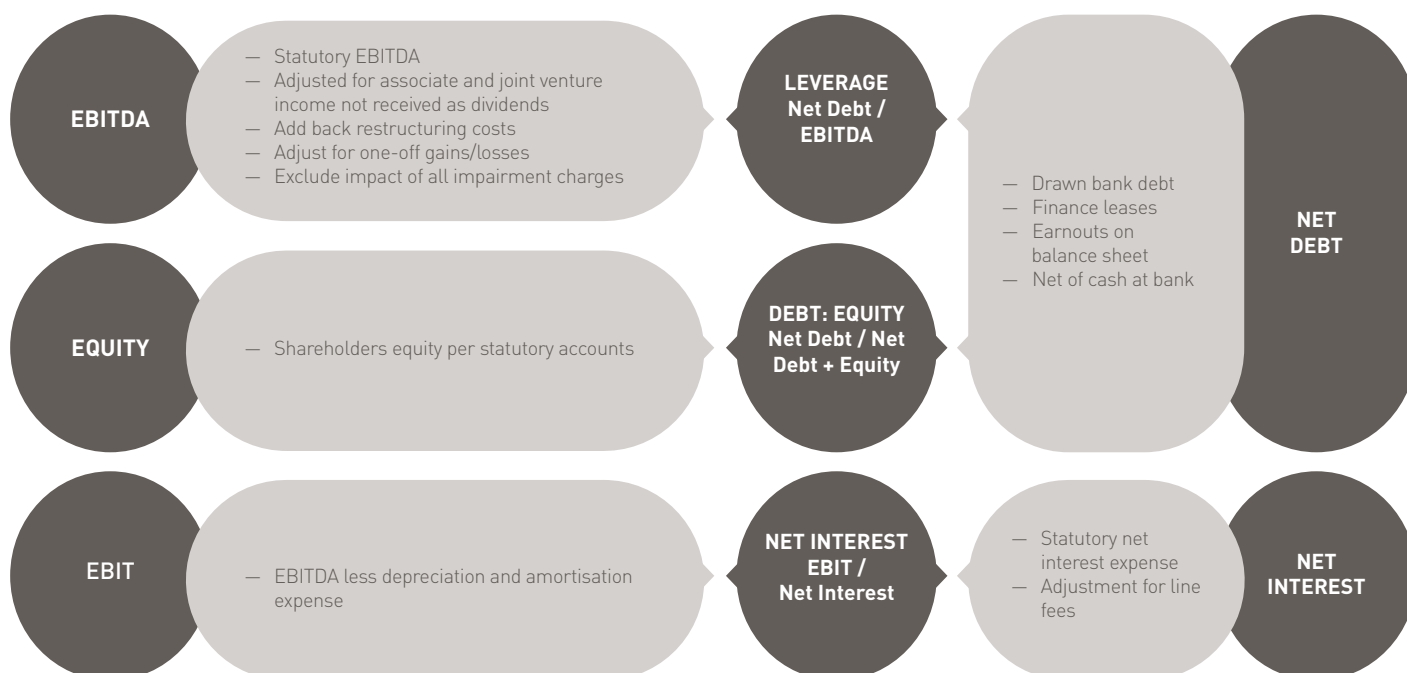 EBITDA
— Statutory EBITDA
— Adjusted for associate and joint venture
income not received as dividends
— Add back restructuring costs
— Adjust for one-off gains/losses
— Exclude impact of all impairment charges
LEVERAGE
Net Debt /
EBITDA
— Drawn bank debt
— Finance leases
— Earnouts on
balance sheet
— Net of cash at bank
NET
DEBT
EQUITY
— Shareholders equity per statutory accounts
DEBT: EQUITY
Net Debt / Net
Debt + Equity
EBIT
— EBITDA less depreciation and amortisation
expense
NET INTEREST
EBIT /
Net Interest
— Statutory net
interest expense
— Adjustment for line
fees
NET
INTEREST